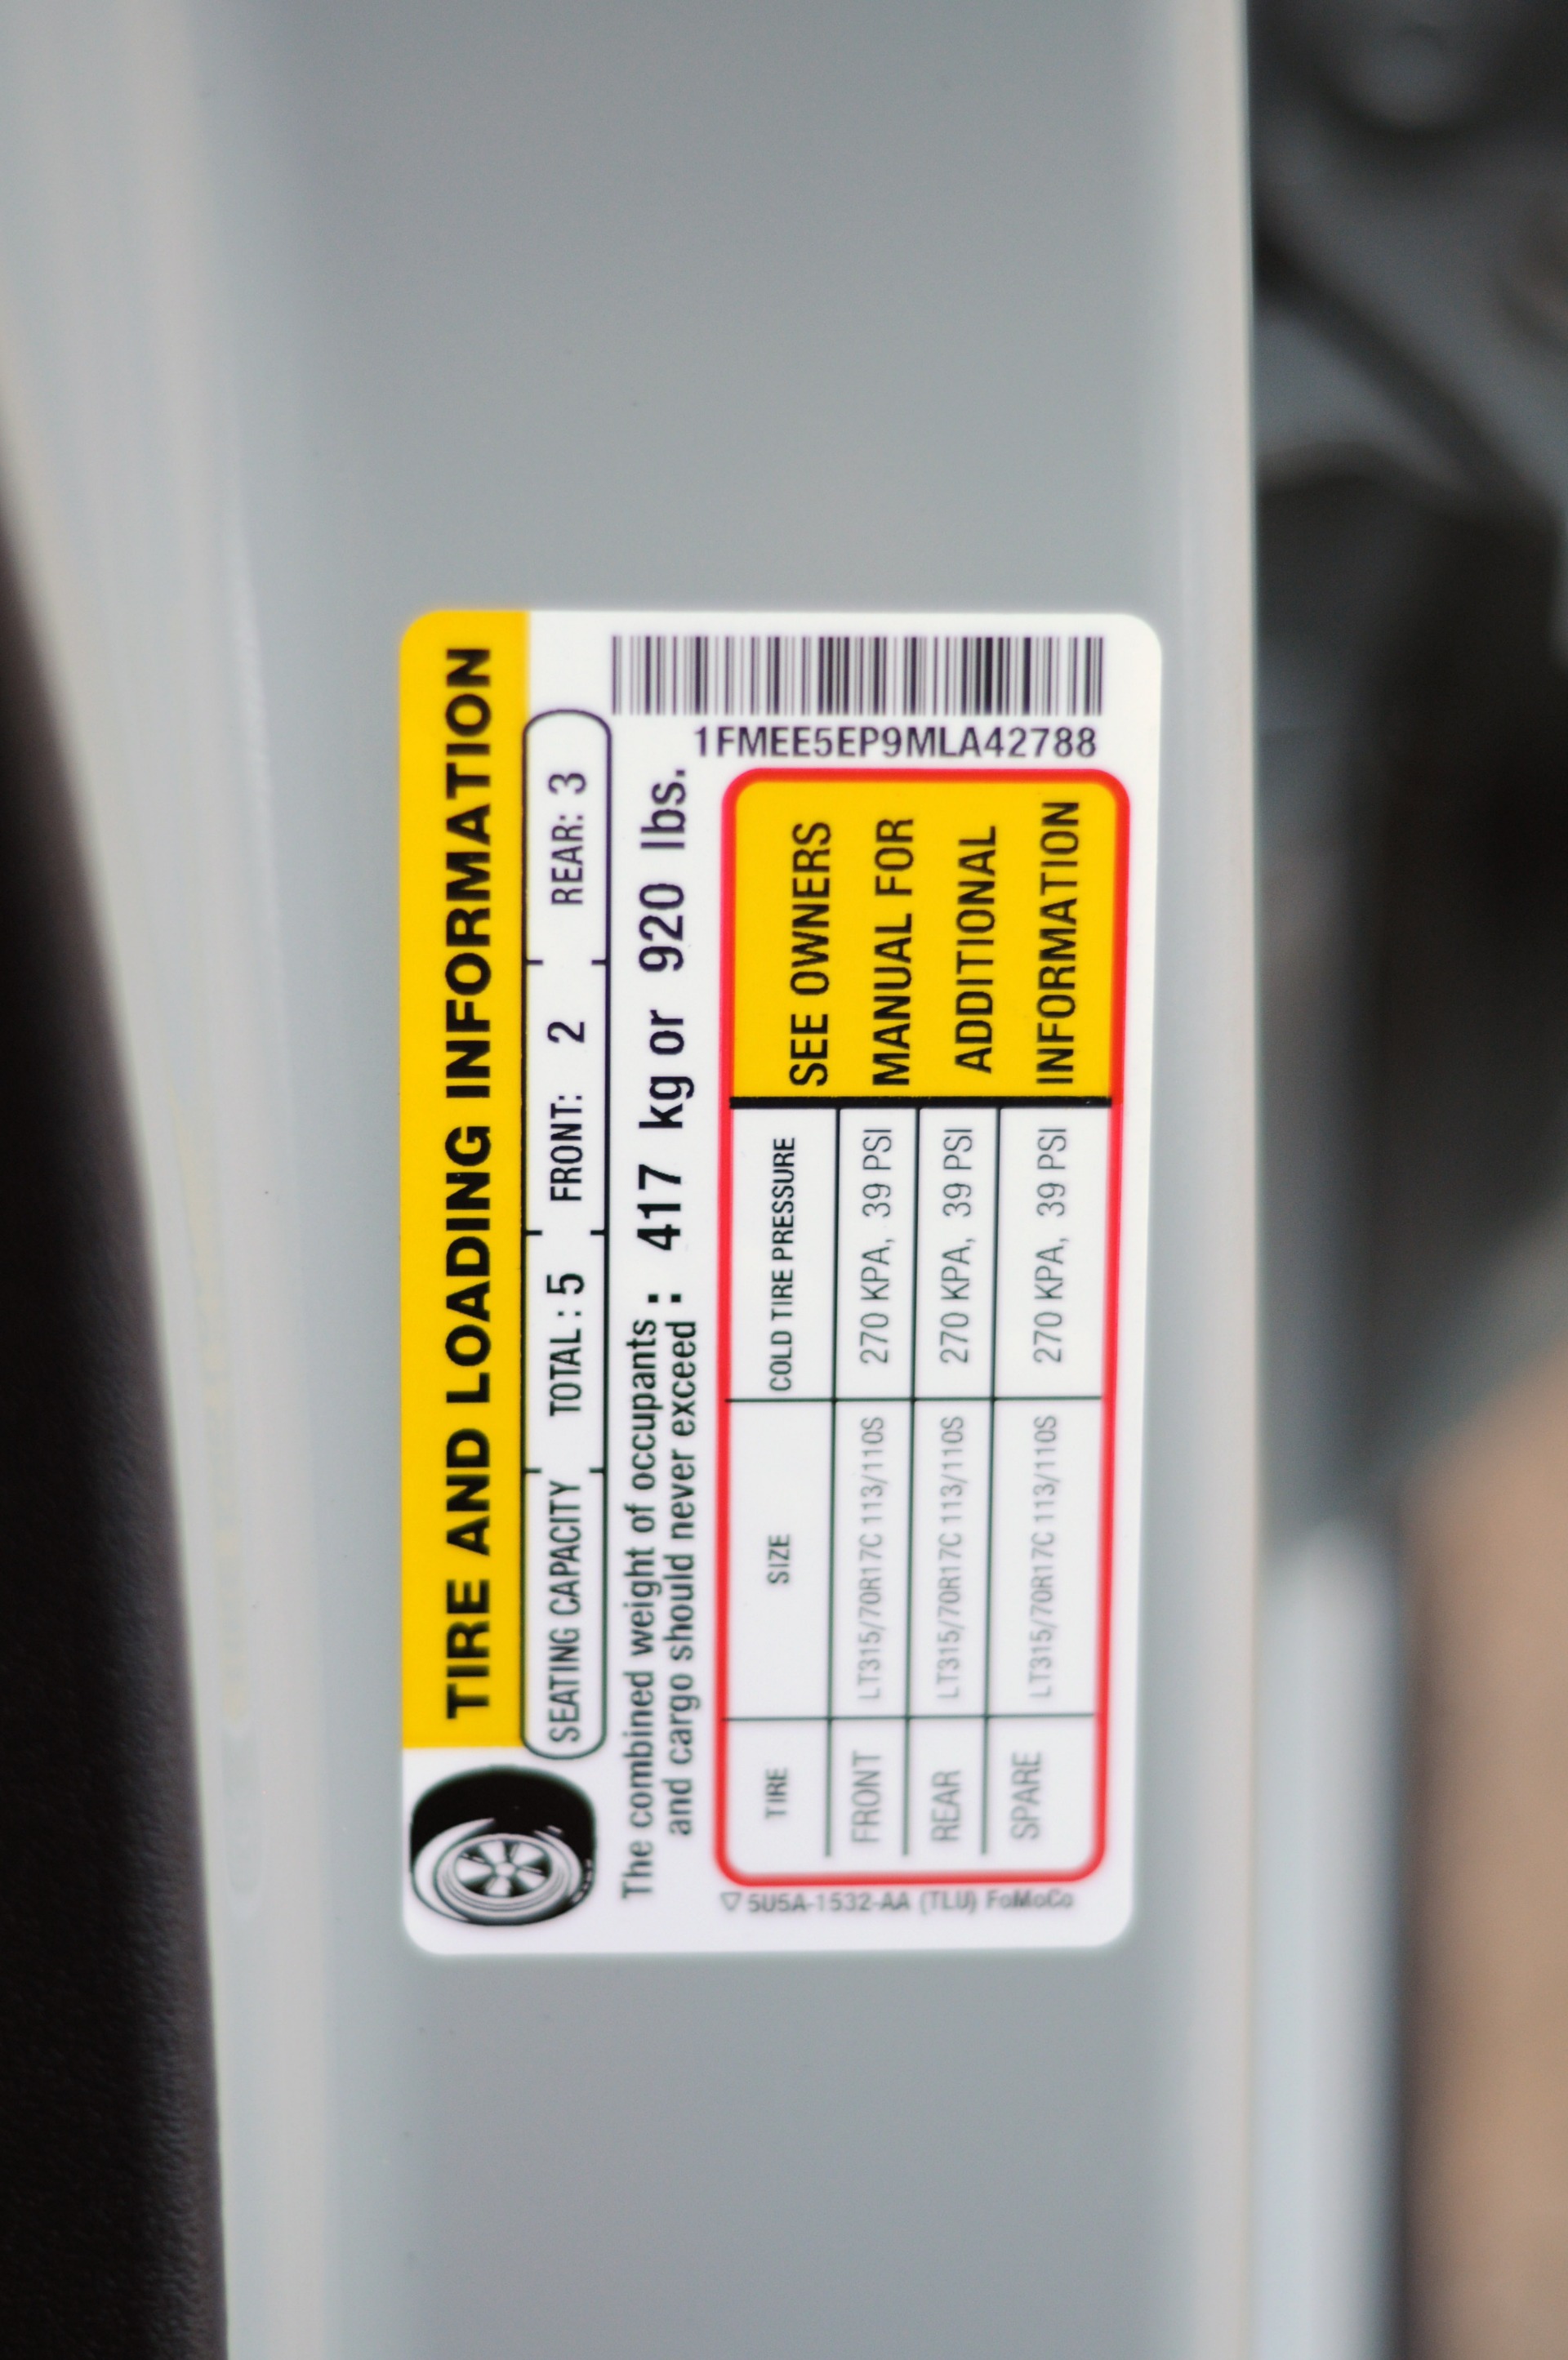 TIRE AND LOADING INFORMATION
SEATING CAPACITY TOTAL : 5 FRONT: 2 REAR: 3
The combined weight of occupants :
and cargo should never exceed : 417 kg or 920 lbs.
1FMEE5EP9MLA42788
TIRE SIZE COLD TIRE PRESSURE
FRONT LT315/70R17C 113/110S 270 KPA, 39 PSI
REAR LT315/70R17C 113/110S 270 KPA, 39 PSI
SPARE LT315/70R17C 113/110S 270 KPA, 39 PSI
SEE OWNERS
MANUAL FOR
ADDITIONAL
INFORMATION
5U5A-1532-AA (TLU) FoMoCo